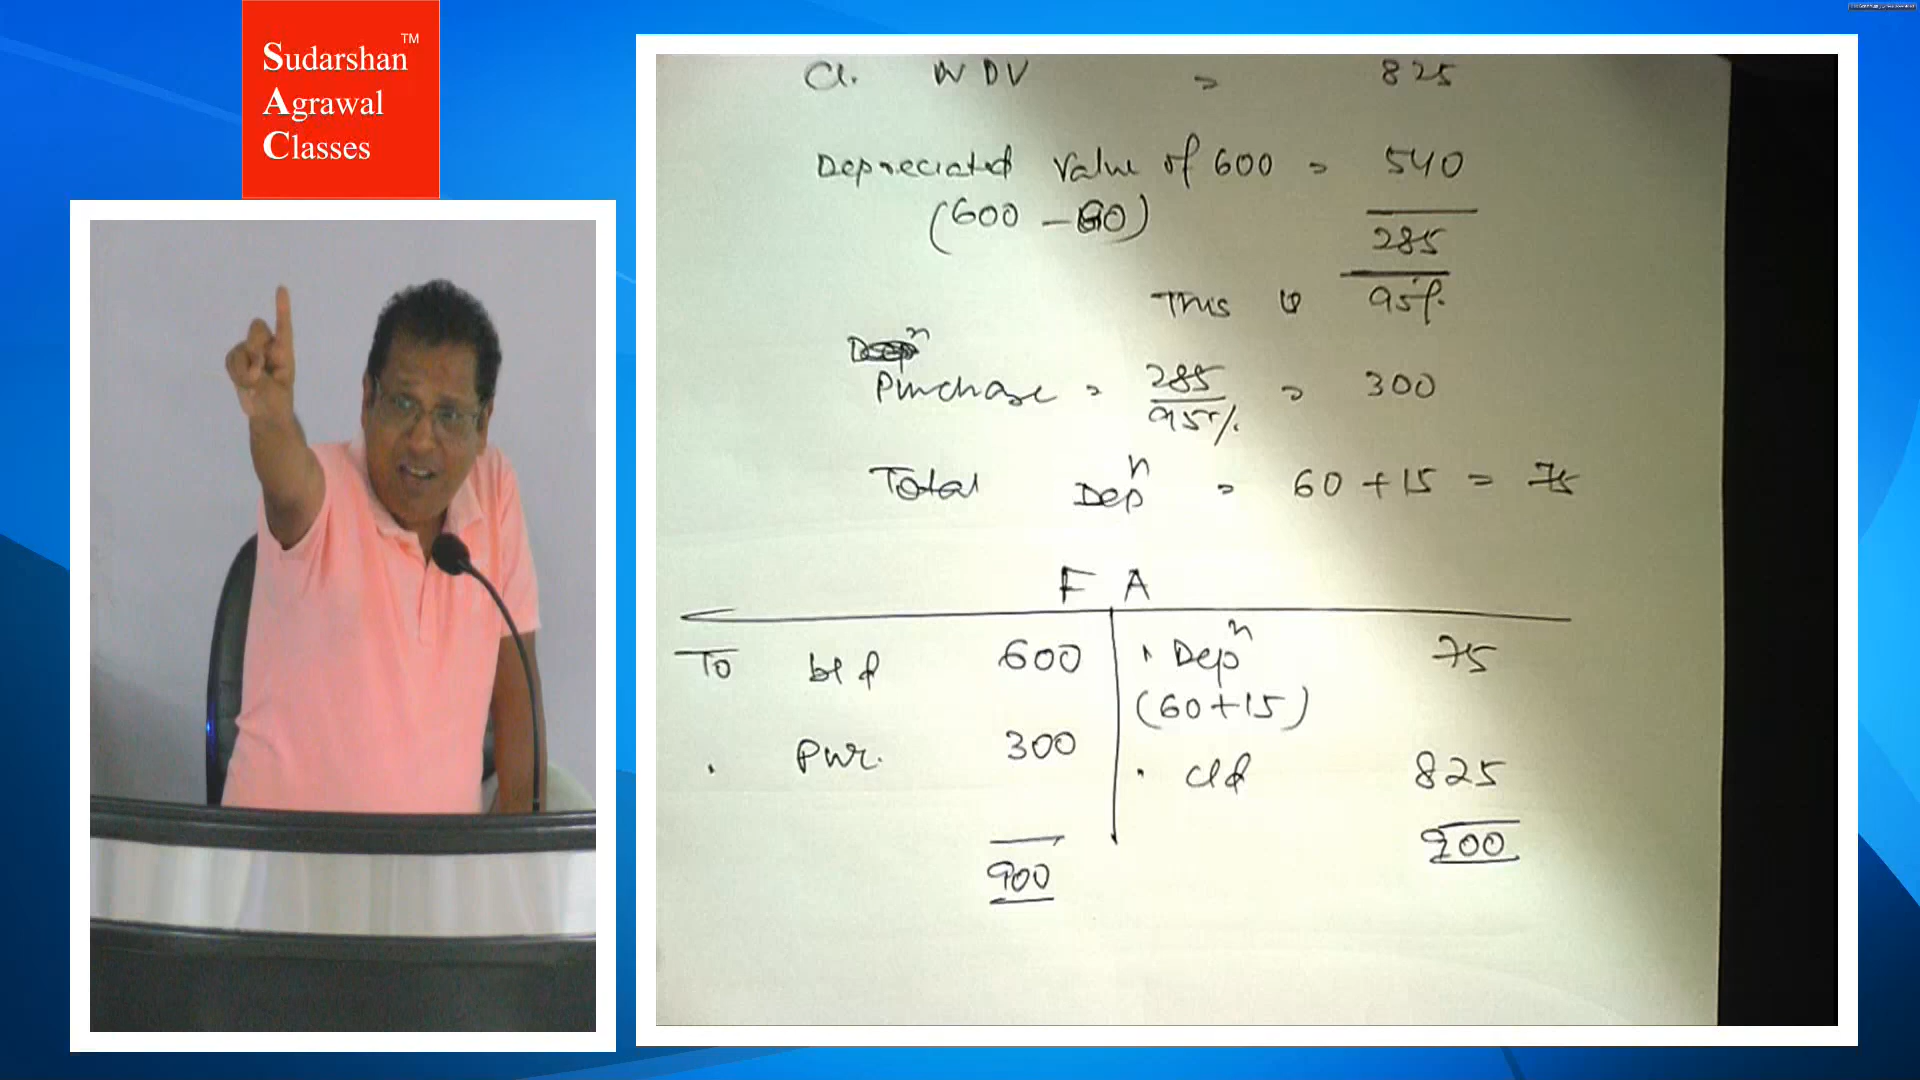 Sudarshan™
Agrawal
Classes
Cl. WDV = 825
Depreciated Value of 600 = 540
(600 - 60)
285
This is 95%
Depn
Purchase = 285/95% = 300
Total Depn = 60 + 15 = 75
F A
To bld 600
Depn 75
(60+15)
Pur. 300
cld 825
900
900